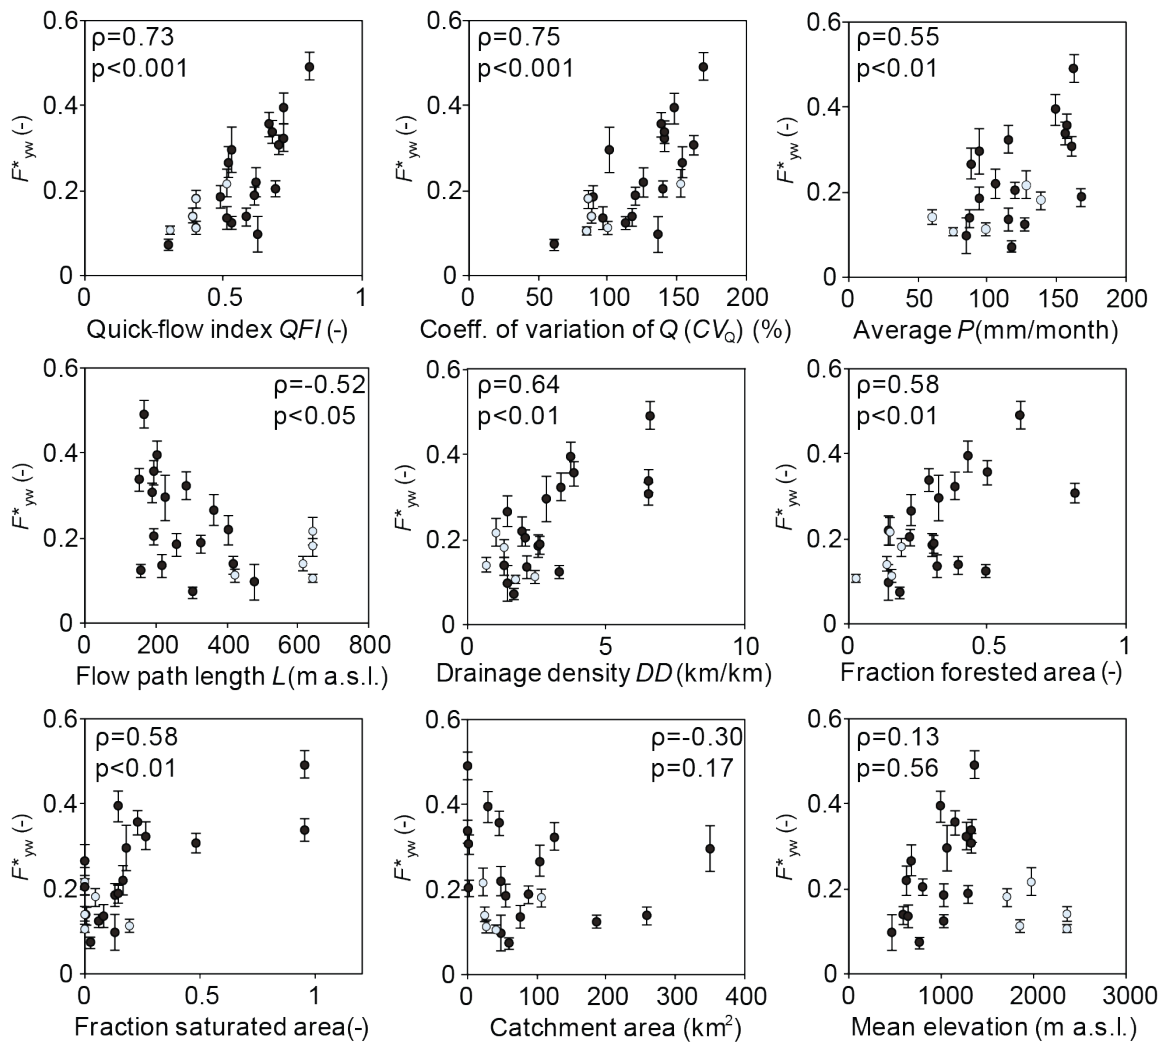 ρ=0.73
p<0.001
0.6
0.4
0.2
0
F*yw (-)
0 0.5 1
Quick-flow index QFI (-)
ρ=0.75
p<0.001
0.6
0.4
0.2
0
F*yw (-)
0 50 100 150 200
Coeff. of variation of Q (CVQ) (%)
ρ=0.55
p<0.01
0.6
0.4
0.2
0
F*yw (-)
0 50 100 150 200
Average P(mm/month)
ρ=-0.52
p<0.05
0.6
0.4
0.2
0
F*yw (-)
0 200 400 600 800
Flow path length L(m a.s.l.)
ρ=0.64
p<0.01
0.6
0.4
0.2
0
F*yw (-)
0 5 10
Drainage density DD(km/km)
ρ=0.58
p<0.01
0.6
0.4
0.2
0
F*yw (-)
0 0.5 1
Fraction forested area (-)
ρ=0.58
p<0.01
0.6
0.4
0.2
0
F*yw (-)
0 0.5 1
Fraction saturated area(-)
ρ=-0.30
p=0.17
0.6
0.4
0.2
0
F*yw (-)
0 100 200 300 400
Catchment area (km²)
ρ=0.13
p=0.56
0.6
0.4
0.2
0
F*yw (-)
0 1000 2000 3000
Mean elevation (m a.s.l.)